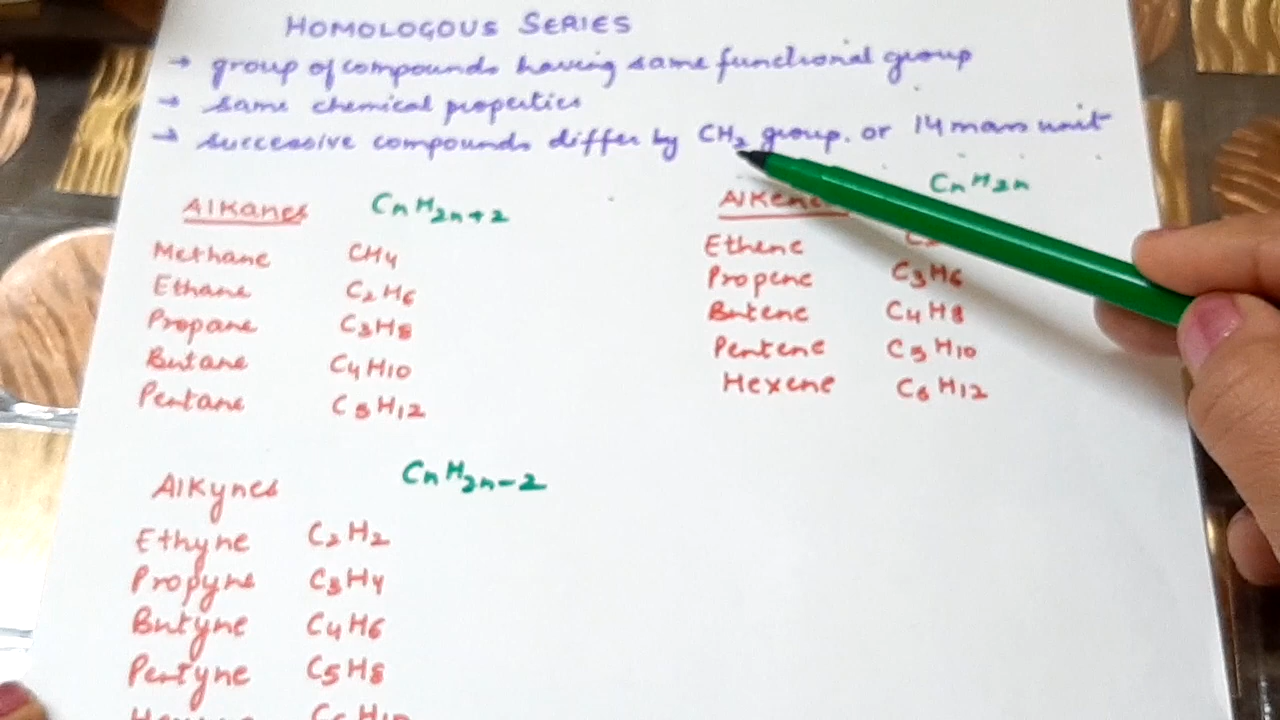 HOMOLOGOUS SERIES
→ group of compounds having same functional group
→ same chemical properties
→ successive compounds differ by CH₂ group. or 14 mass unit
Alkanes CnH2n+2
Methane CH4
Ethane C2H6
Propane C3H8
Butane C4H10
Pentane C5H12
CnH2n
Ethene
Propene C3H6
Butene C4H8
Pentene C5H10
Hexene C6H12
Alkynes CnH2n-2
Ethyne C2H2
Propyne C3H4
Butyne C4H6
Pentyne C5H8